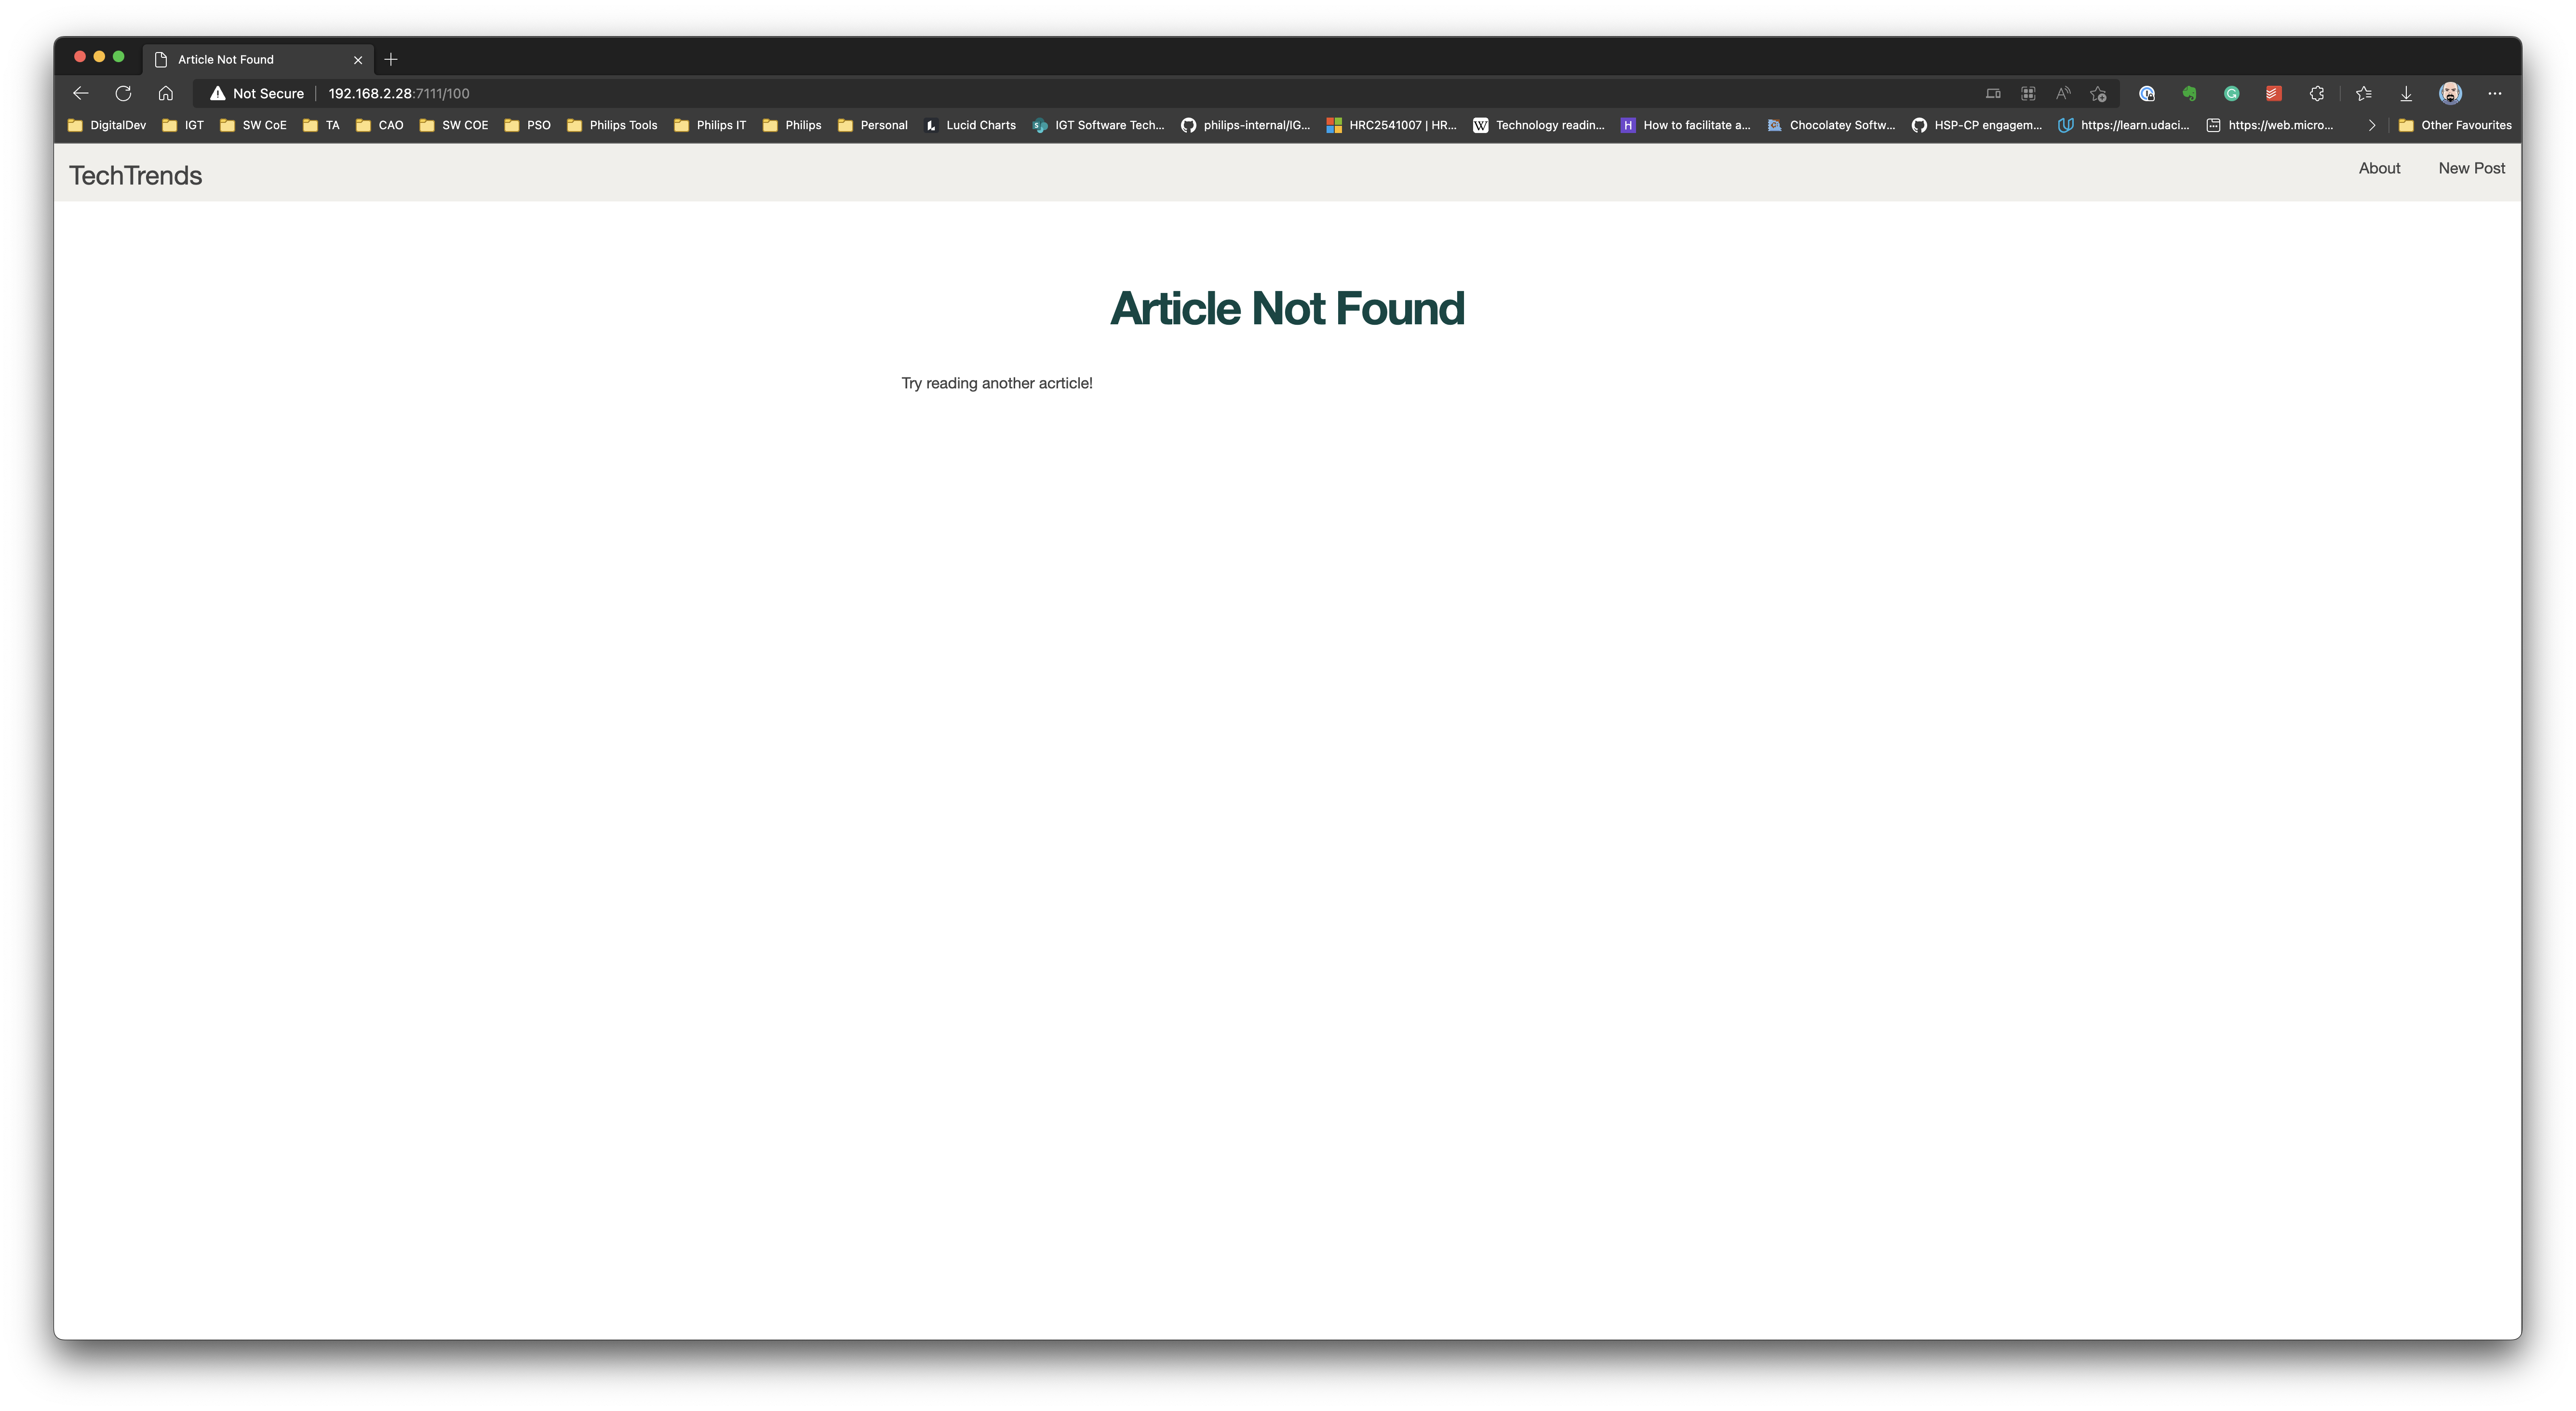 Article Not Found
Not Secure 192.168.2.28:7111/100
DigitalDev IGT SW CoE TA CAO SW COE PSO Philips Tools Philips IT Philips Personal Lucid Charts IGT Software Tech... philips-internal/IG... HRC2541007 | HR... Technology readin... How to facilitate a... Chocolatey Softw... HSP-CP engagem... https://learn.udaci... https://web.micro... Other Favourites
TechTrends About New Post
Article Not Found
Try reading another acrticle!